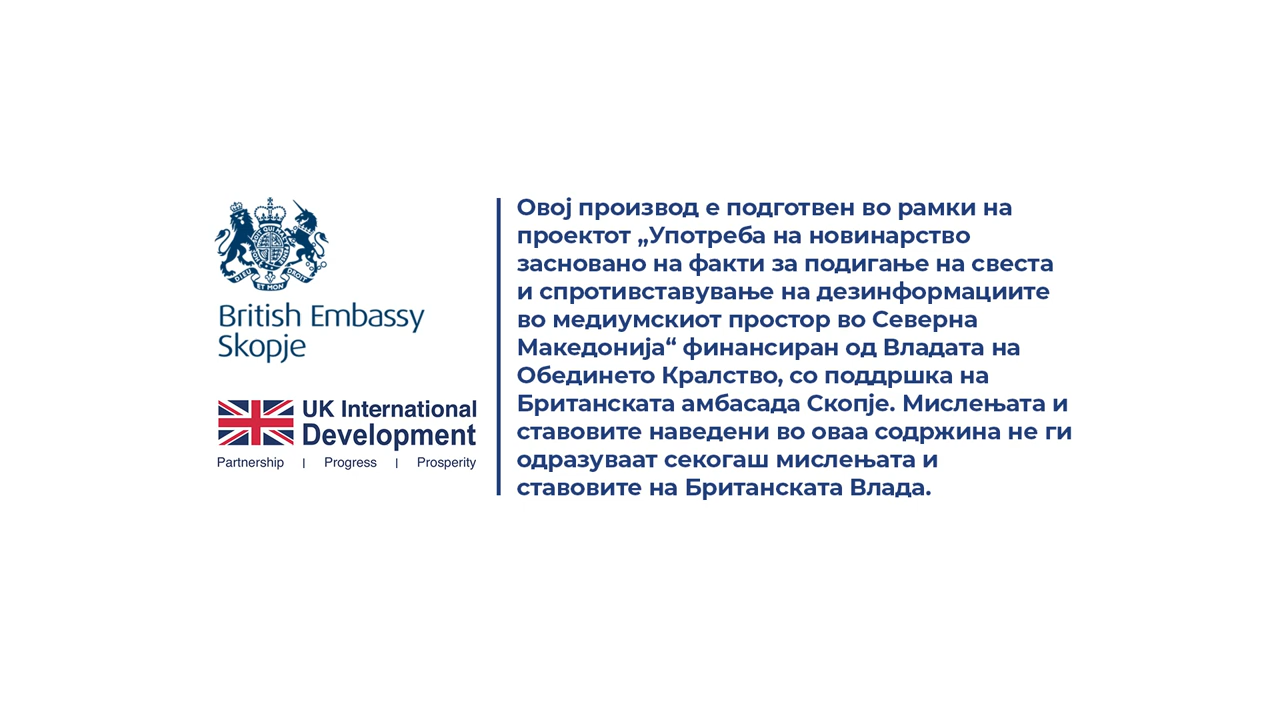 British Embassy
Skopje
UK International
Development
Partnership | Progress | Prosperity
Овој производ е подготвен во рамки на
проектот „Употреба на новинарство
засновано на факти за подигање на свеста
и спротивставување на дезинформациите
во медиумскиот простор во Северна
Македонија“ финансиран од Владата на
Обединето Кралство, со поддршка на
Британската амбасада Скопје. Мислењата и
ставовите наведени во оваа содржина не ги
одразуваат секогаш мислењата и
ставовите на Британската Влада.